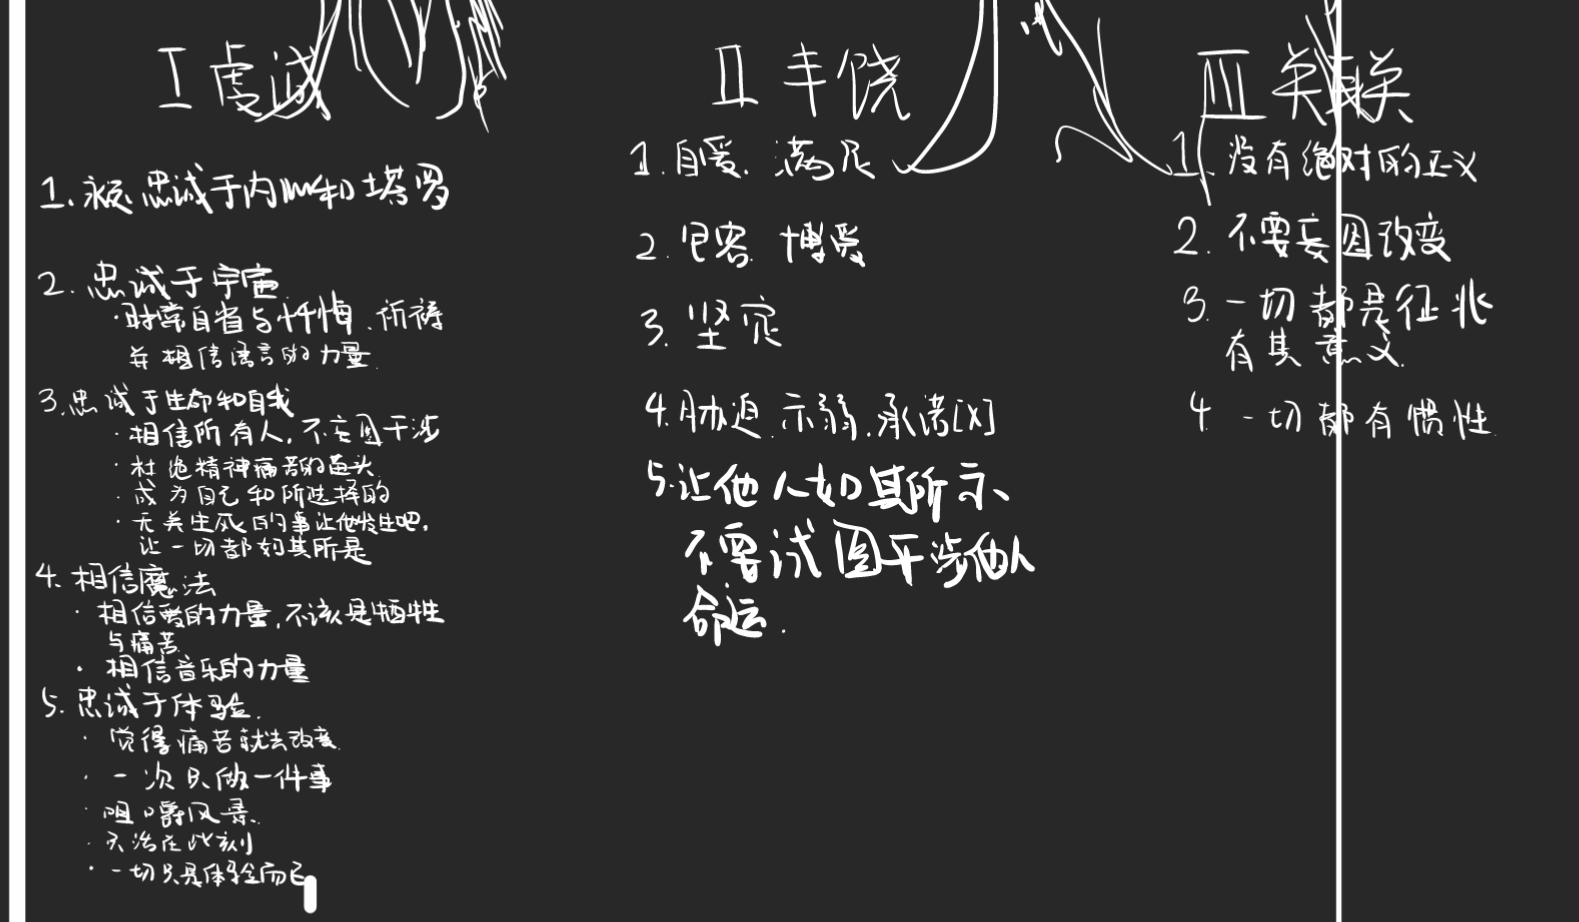 I 虔诚
1. 永远忠诚于内心和塔罗
2. 忠诚于宇宙
· 时常自省与忏悔、祈祷
并相信语言的力量.
3. 忠诚于生命和自我
· 相信所有人, 不妄图干涉
· 杜绝精神痛苦的苗头
· 成为自己和所选择的
· 无关生死的事让他发生吧,
让一切都如其所是
4. 相信魔法
· 相信爱的力量, 不该是牺牲
与痛苦
· 相信音乐的力量
5. 忠诚于体验.
· 觉得痛苦就去改变.
· 一次只做一件事
· 咀嚼风景.
· 只活在此刻
· 一切只是体验而已
II 丰饶
1. 自爱. 满足
2. 包容. 博爱
3. 坚定
4. 胁迫. 示弱. 承诺[X]
5. 让他人如其所示、
不要试图干涉他人
命运.
III 关联关
1. 没有绝对的正义
2. 不要妄图改变
3. 一切都是征兆
有其意义.
4 一切都有惯性.